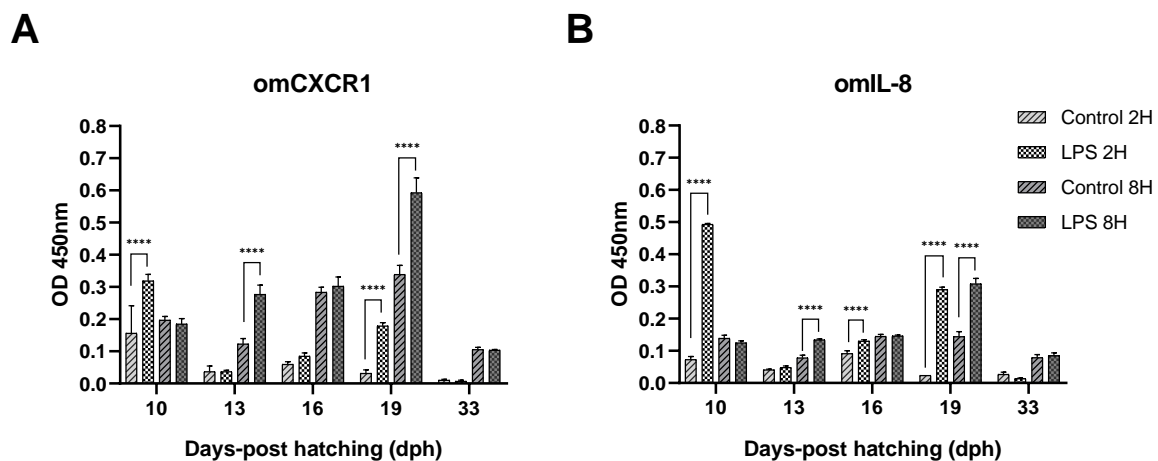 A
omCXCR1
OD 450nm
0.8
0.7
0.6
0.5
0.4
0.3
0.2
0.1
0.0
****
****
****
****
10 13 16 19 33
Days-post hatching (dph)
B
omIL-8
OD 450nm
0.8
0.7
0.6
0.5
0.4
0.3
0.2
0.1
0.0
****
****
****
****
****
10 13 16 19 33
Days-post hatching (dph)
Control 2H
LPS 2H
Control 8H
LPS 8H